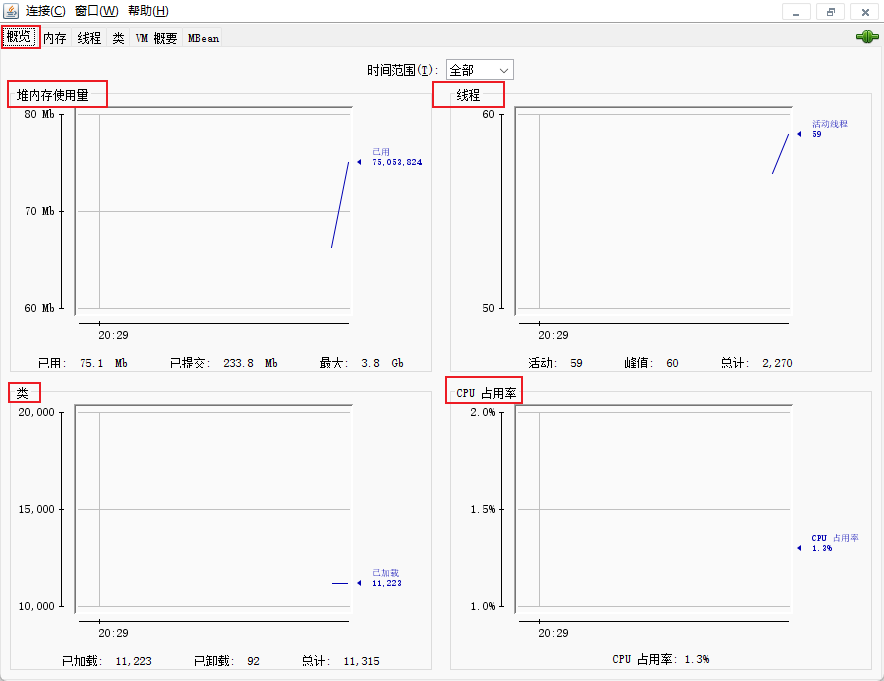 连接(C) 窗口(W) 帮助(H)
概览 内存 线程 类 VM 概要 MBean
时间范围(T): 全部
堆内存使用量
80 Mb
70 Mb
60 Mb
已用
75,053,824
20:29
已用: 75.1 Mb 已提交: 233.8 Mb 最大: 3.8 Gb
线程
60
50
活动线程
59
20:29
活动: 59 峰值: 60 总计: 2,270
类
20,000
15,000
10,000
已加载
11,223
20:29
已加载: 11,223 已卸载: 92 总计: 11,315
CPU 占用率
2.0%
1.5%
1.0%
CPU 占用率
1.3%
20:29
CPU 占用率: 1.3%